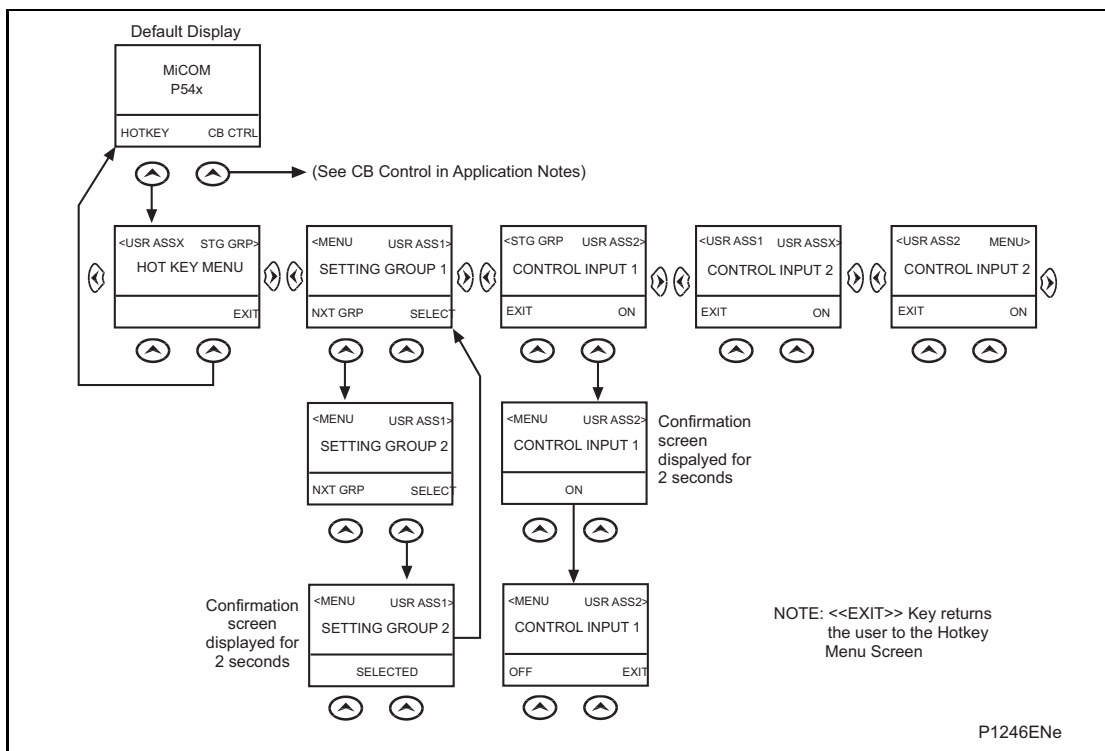 Default Display
MiCOM
P54x
HOTKEY CB CTRL
(See CB Control in Application Notes)
<USR ASSX STG GRP>
HOT KEY MENU
EXIT
<MENU USR ASS1>
SETTING GROUP 1
NXT GRP SELECT
<STG GRP USR ASS2>
CONTROL INPUT 1
EXIT ON
<USR ASS1 USR ASSX>
CONTROL INPUT 2
EXIT ON
<USR ASS2 MENU>
CONTROL INPUT 2
EXIT ON
<MENU USR ASS1>
SETTING GROUP 2
NXT GRP SELECT
<MENU USR ASS2>
CONTROL INPUT 1
ON
Confirmation
screen
dispalyed for
2 seconds
Confirmation
screen
displayed for
2 seconds
<MENU USR ASS1>
SETTING GROUP 2
SELECTED
<MENU USR ASS2>
CONTROL INPUT 1
OFF EXIT
NOTE: <<EXIT>> Key returns
the user to the Hotkey
Menu Screen
P1246ENe